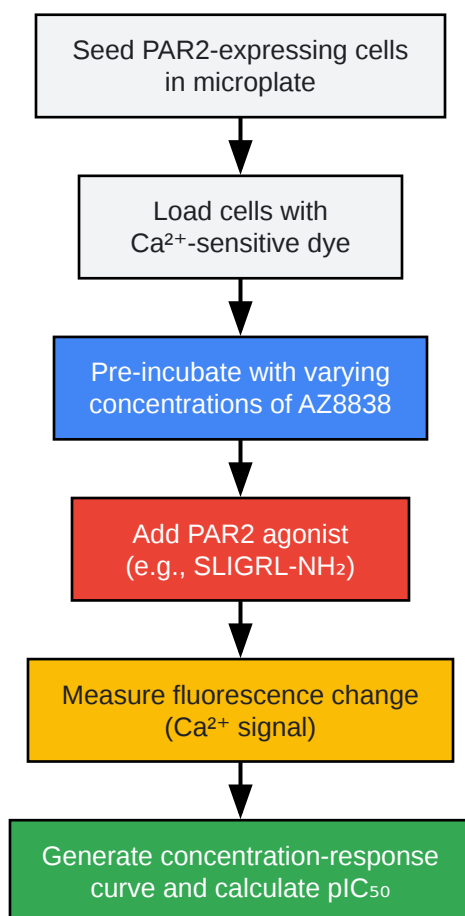 Seed PAR2-expressing cells
in microplate
Load cells with
Ca²⁺-sensitive dye
Pre-incubate with varying
concentrations of AZ8838
Add PAR2 agonist
(e.g., SLIGRL-NH₂)
Measure fluorescence change
(Ca²⁺ signal)
Generate concentration-response
curve and calculate pIC₅₀